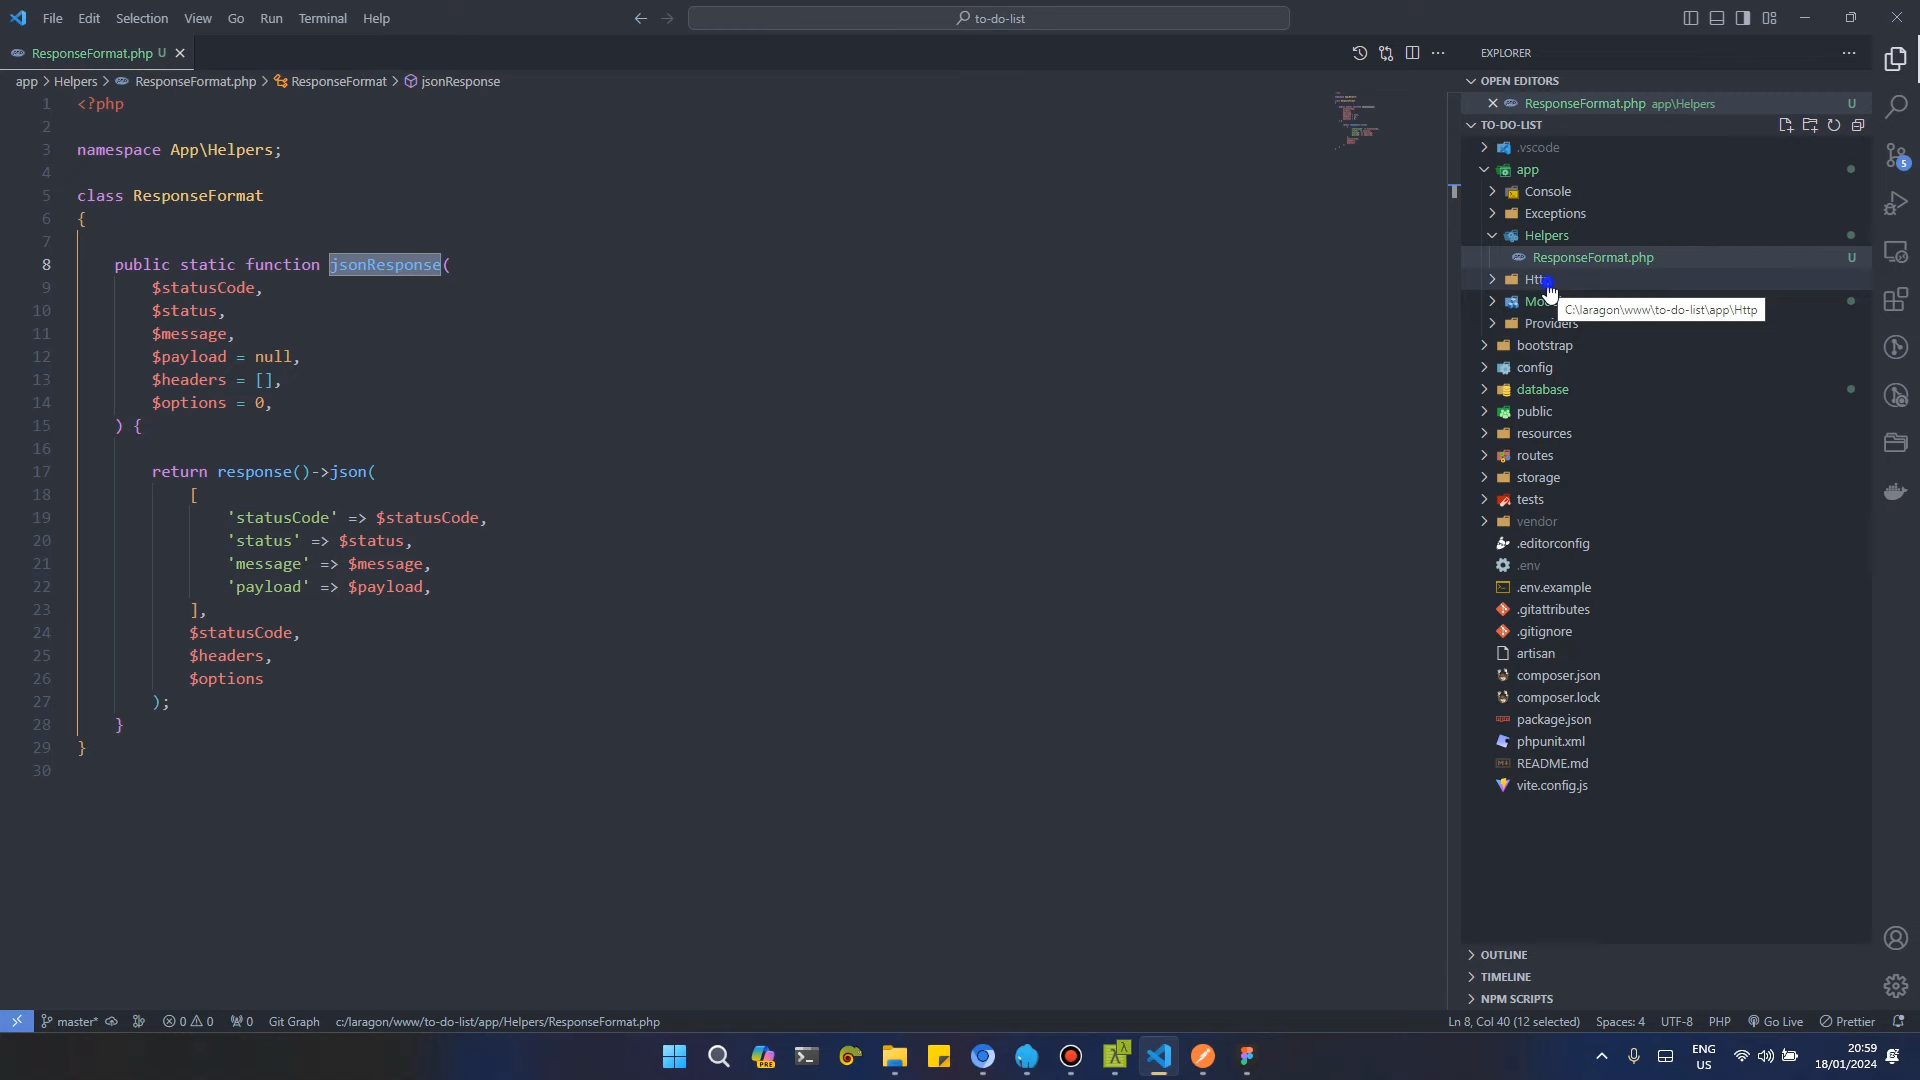 File Edit Selection View Go Run Terminal Help
to-do-list
ResponseFormat.php U
app > Helpers > ResponseFormat.php > ResponseFormat > jsonResponse
1 <?php
2
3 namespace App\Helpers;
4
5 class ResponseFormat
6 {
7
8 public static function jsonResponse(
9 $statusCode,
10 $status,
11 $message,
12 $payload = null,
13 $headers = [],
14 $options = 0,
15 ) {
16
17 return response()->json(
18 [
19 'statusCode' => $statusCode,
20 'status' => $status,
21 'message' => $message,
22 'payload' => $payload,
23 ],
24 $statusCode,
25 $headers,
26 $options
27 );
28 }
29 }
30
EXPLORER
OPEN EDITORS
ResponseFormat.php app\Helpers U
TO-DO-LIST
.vscode
app
Console
Exceptions
Helpers
ResponseFormat.php U
C:\laragon\www\to-do-list\app\Http
Providers
bootstrap
config
database
public
resources
routes
storage
tests
vendor
.editorconfig
.env
.env.example
.gitattributes
.gitignore
artisan
composer.json
composer.lock
package.json
phpunit.xml
README.md
vite.config.js
OUTLINE
TIMELINE
NPM SCRIPTS
5
master* 0 0 0 Git Graph c:/laragon/www/to-do-list/app/Helpers/ResponseFormat.php Ln 8, Col 40 (12 selected) Spaces: 4 UTF-8 PHP Go Live Prettier
PRE
ENG
US
20:59
18/01/2024